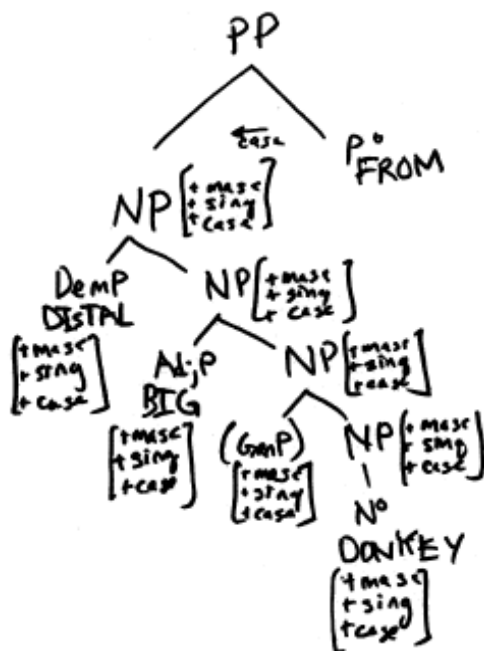 PP
← case
P° FROM
NP [+masc
+sing
+case]
DemP
DISTAL
[+masc
+sing
+case]
NP [+masc
+sing
+case]
AdjP
BIG
[+masc
+sing
+case]
NP [+masc
+sing
+case]
(GenP)
[+masc
+sing
+case]
NP [+masc
+sing
+case]
N°
DONKEY
[+masc
+sing
+case]